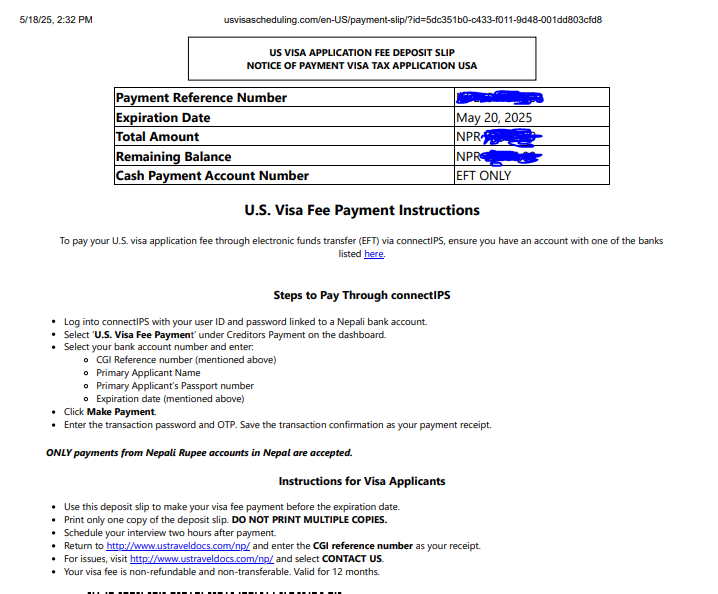 5/18/25, 2:32 PM usvisascheduling.com/en-US/payment-slip/?id=5dc351b0-c433-f011-9d48-001dd803cfd8
US VISA APPLICATION FEE DEPOSIT SLIP
NOTICE OF PAYMENT VISA TAX APPLICATION USA
Payment Reference Number
Expiration Date May 20, 2025
Total Amount NPR
Remaining Balance NPR
Cash Payment Account Number EFT ONLY
U.S. Visa Fee Payment Instructions
To pay your U.S. visa application fee through electronic funds transfer (EFT) via connectIPS, ensure you have an account with one of the banks
listed here.
Steps to Pay Through connectIPS
• Log into connectIPS with your user ID and password linked to a Nepali bank account.
• Select 'U.S. Visa Fee Payment' under Creditors Payment on the dashboard.
• Select your bank account number and enter:
o CGI Reference number (mentioned above)
o Primary Applicant Name
o Primary Applicant's Passport number
o Expiration date (mentioned above)
• Click Make Payment.
• Enter the transaction password and OTP. Save the transaction confirmation as your payment receipt.
ONLY payments from Nepali Rupee accounts in Nepal are accepted.
Instructions for Visa Applicants
• Use this deposit slip to make your visa fee payment before the expiration date.
• Print only one copy of the deposit slip. DO NOT PRINT MULTIPLE COPIES.
• Schedule your interview two hours after payment.
• Return to http://www.ustraveldocs.com/np/ and enter the CGI reference number as your receipt.
• For issues, visit http://www.ustraveldocs.com/np/ and select CONTACT US.
• Your visa fee is non-refundable and non-transferable. Valid for 12 months.